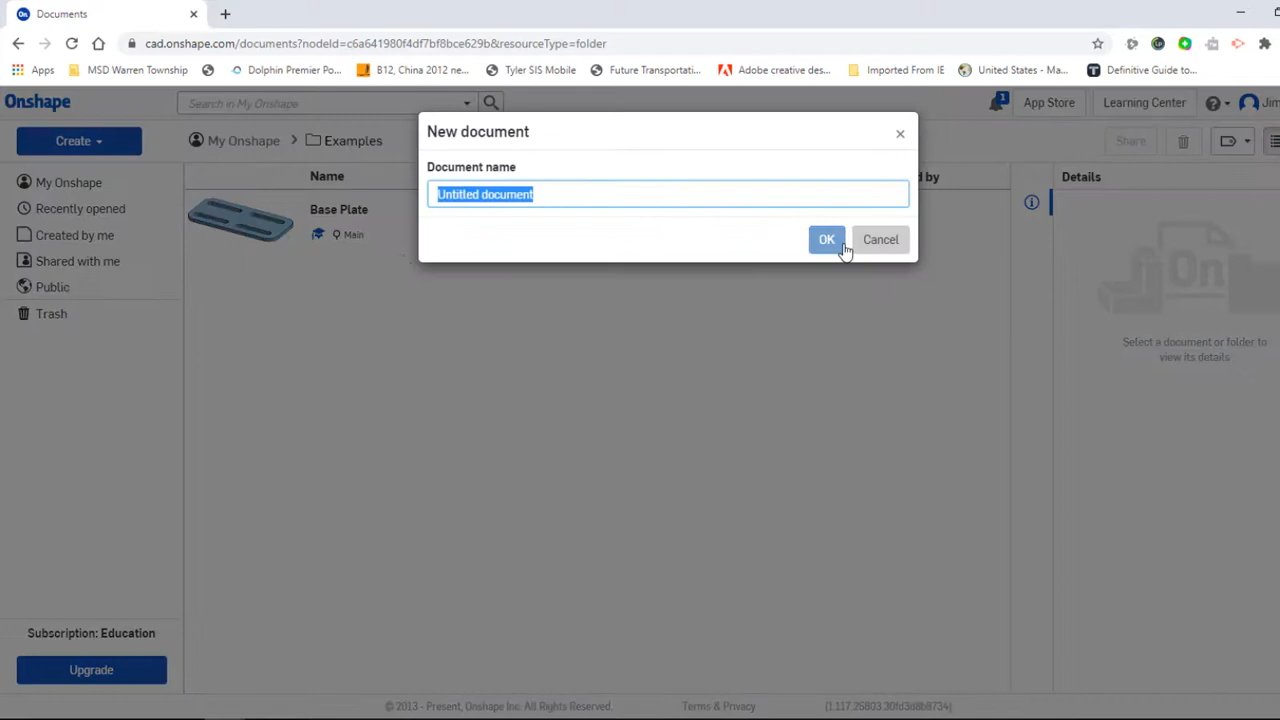 On Documents × +
cad.onshape.com/documents?nodeId=c6a641980f4df7bf8bce629b&resourceType=folder
Apps MSD Warren Township Dolphin Premier Po... B12, China 2012 ne... Tyler SIS Mobile Future Transportati... Adobe creative des... Imported From IE United States - Ma... Definitive Guide to...
Onshape Search in My Onshape 1 App Store Learning Center ? Jim
Create My Onshape > Examples Share
New document ×
Document name
Untitled document
OK Cancel
My Onshape
Recently opened
Created by me
Shared with me
Public
Trash
Name d by
Base Plate
Main
Details
On
Select a document or folder to
view its details
Subscription: Education
Upgrade
© 2013 - Present, Onshape Inc. All Rights Reserved. Terms & Privacy